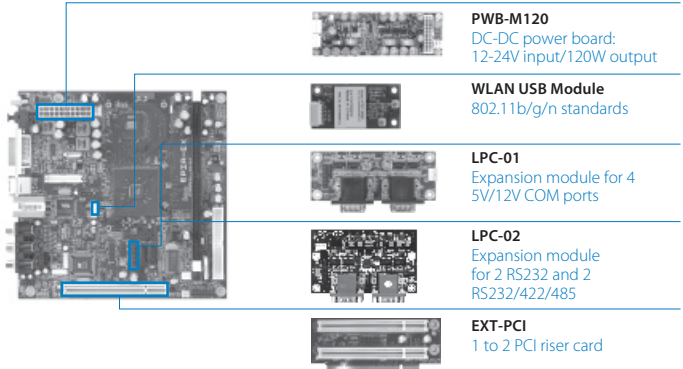 PWB-M120
DC-DC power board:
12-24V input/120W output
WLAN USB Module
802.11b/g/n standards
LPC-01
Expansion module for 4
5V/12V COM ports
LPC-02
Expansion module
for 2 RS232 and 2
RS232/422/485
EXT-PCI
1 to 2 PCI riser card